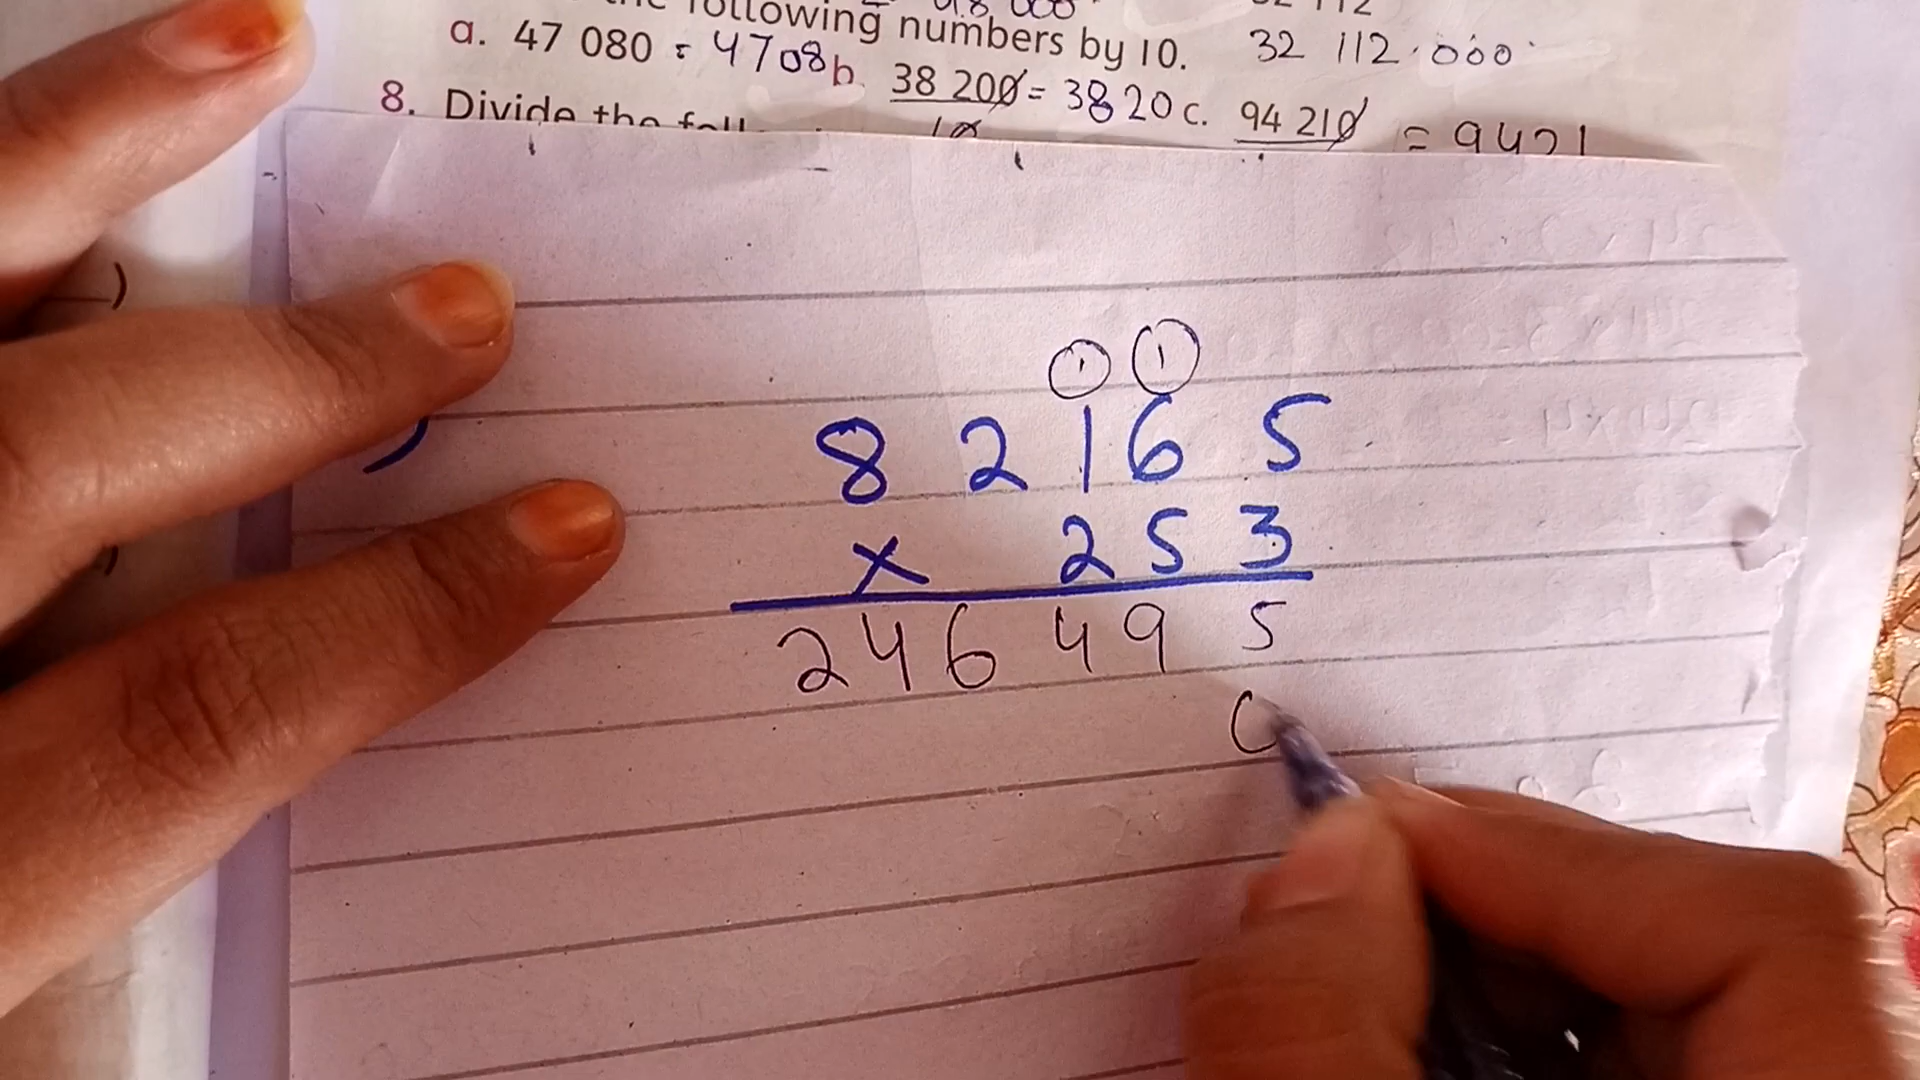 following numbers by 10.
32 112.000
a. 47 080 = 4708 b. 38 200 = 3820 c. 94 210 = 9421
10
8. Divide the
1 1
8 2 1 6 5
x 2 5 3
2 4 6 4 9 5
0